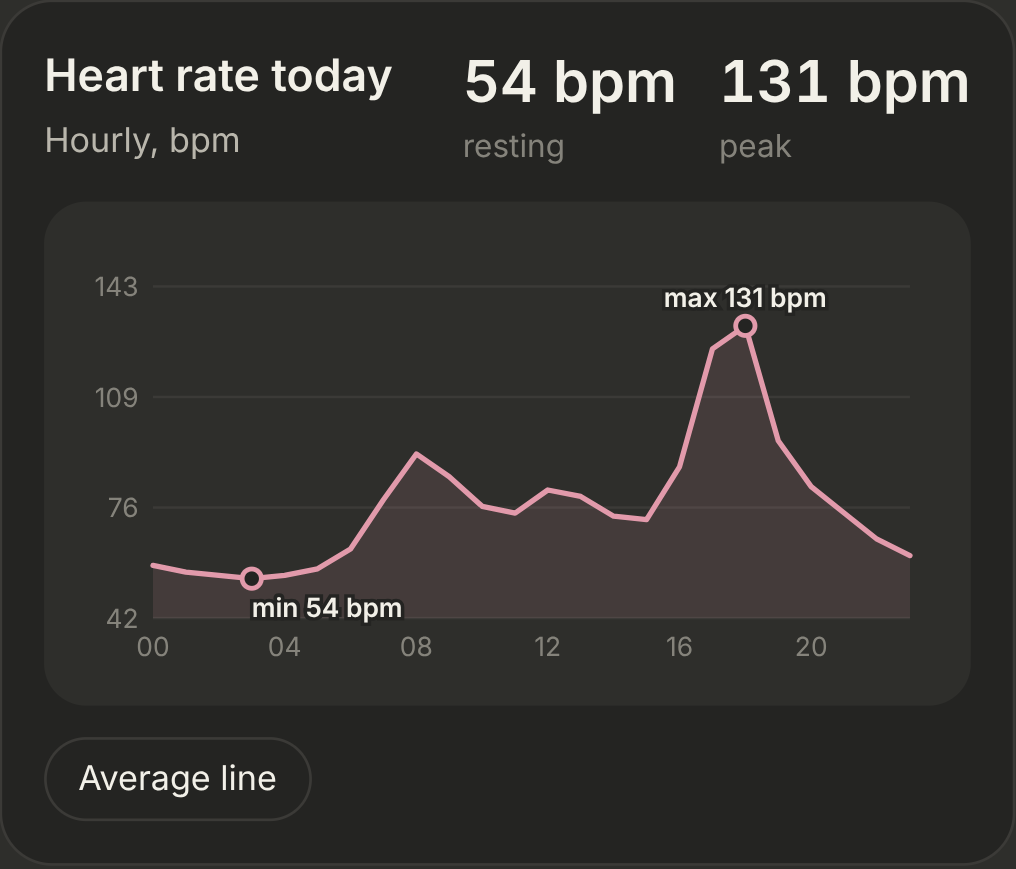 Heart rate today
Hourly, bpm
54 bpm
resting
131 bpm
peak
143
109
76
42
max 131 bpm
min 54 bpm
00 04 08 12 16 20
Average line